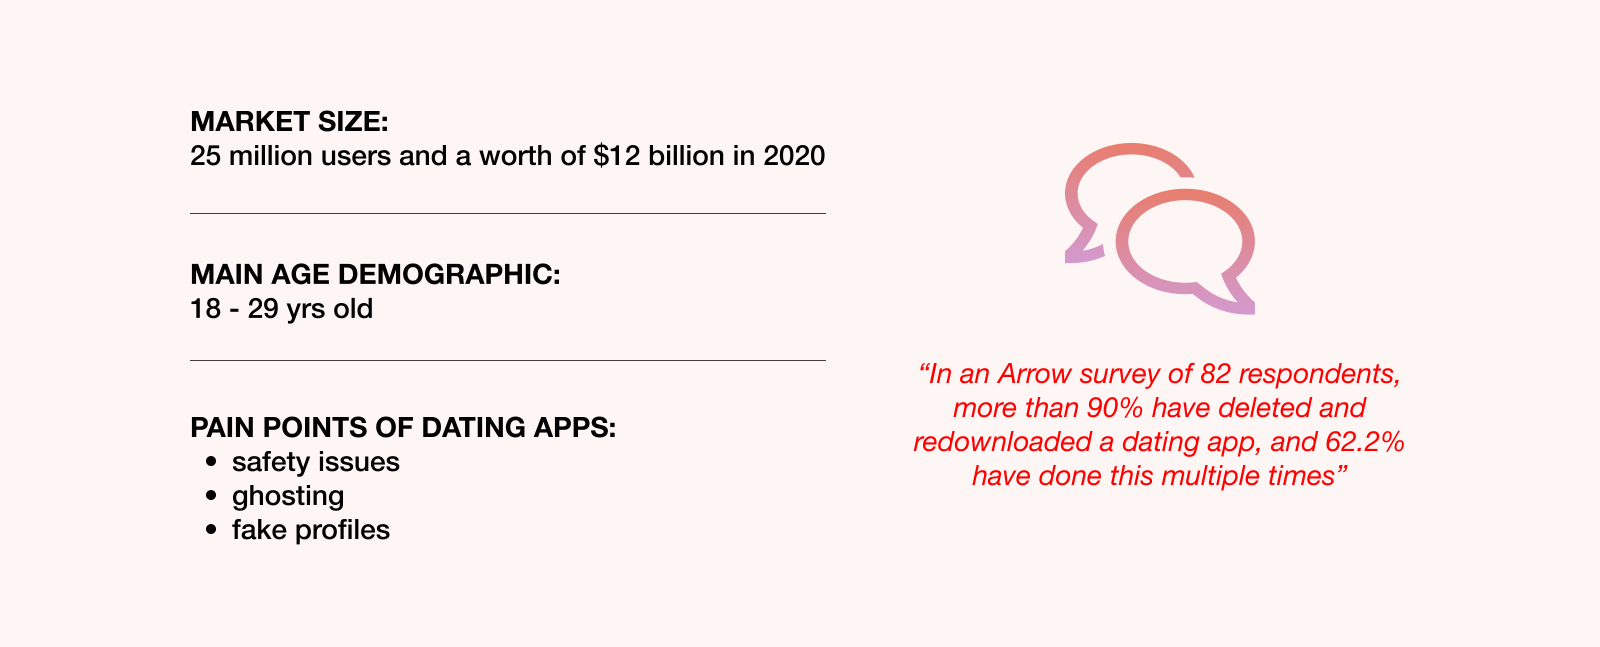 MARKET SIZE:
25 million users and a worth of $12 billion in 2020
MAIN AGE DEMOGRAPHIC:
18 - 29 yrs old
PAIN POINTS OF DATING APPS:
• safety issues
• ghosting
• fake profiles
“In an Arrow survey of 82 respondents,
more than 90% have deleted and
redownloaded a dating app, and 62.2%
have done this multiple times”